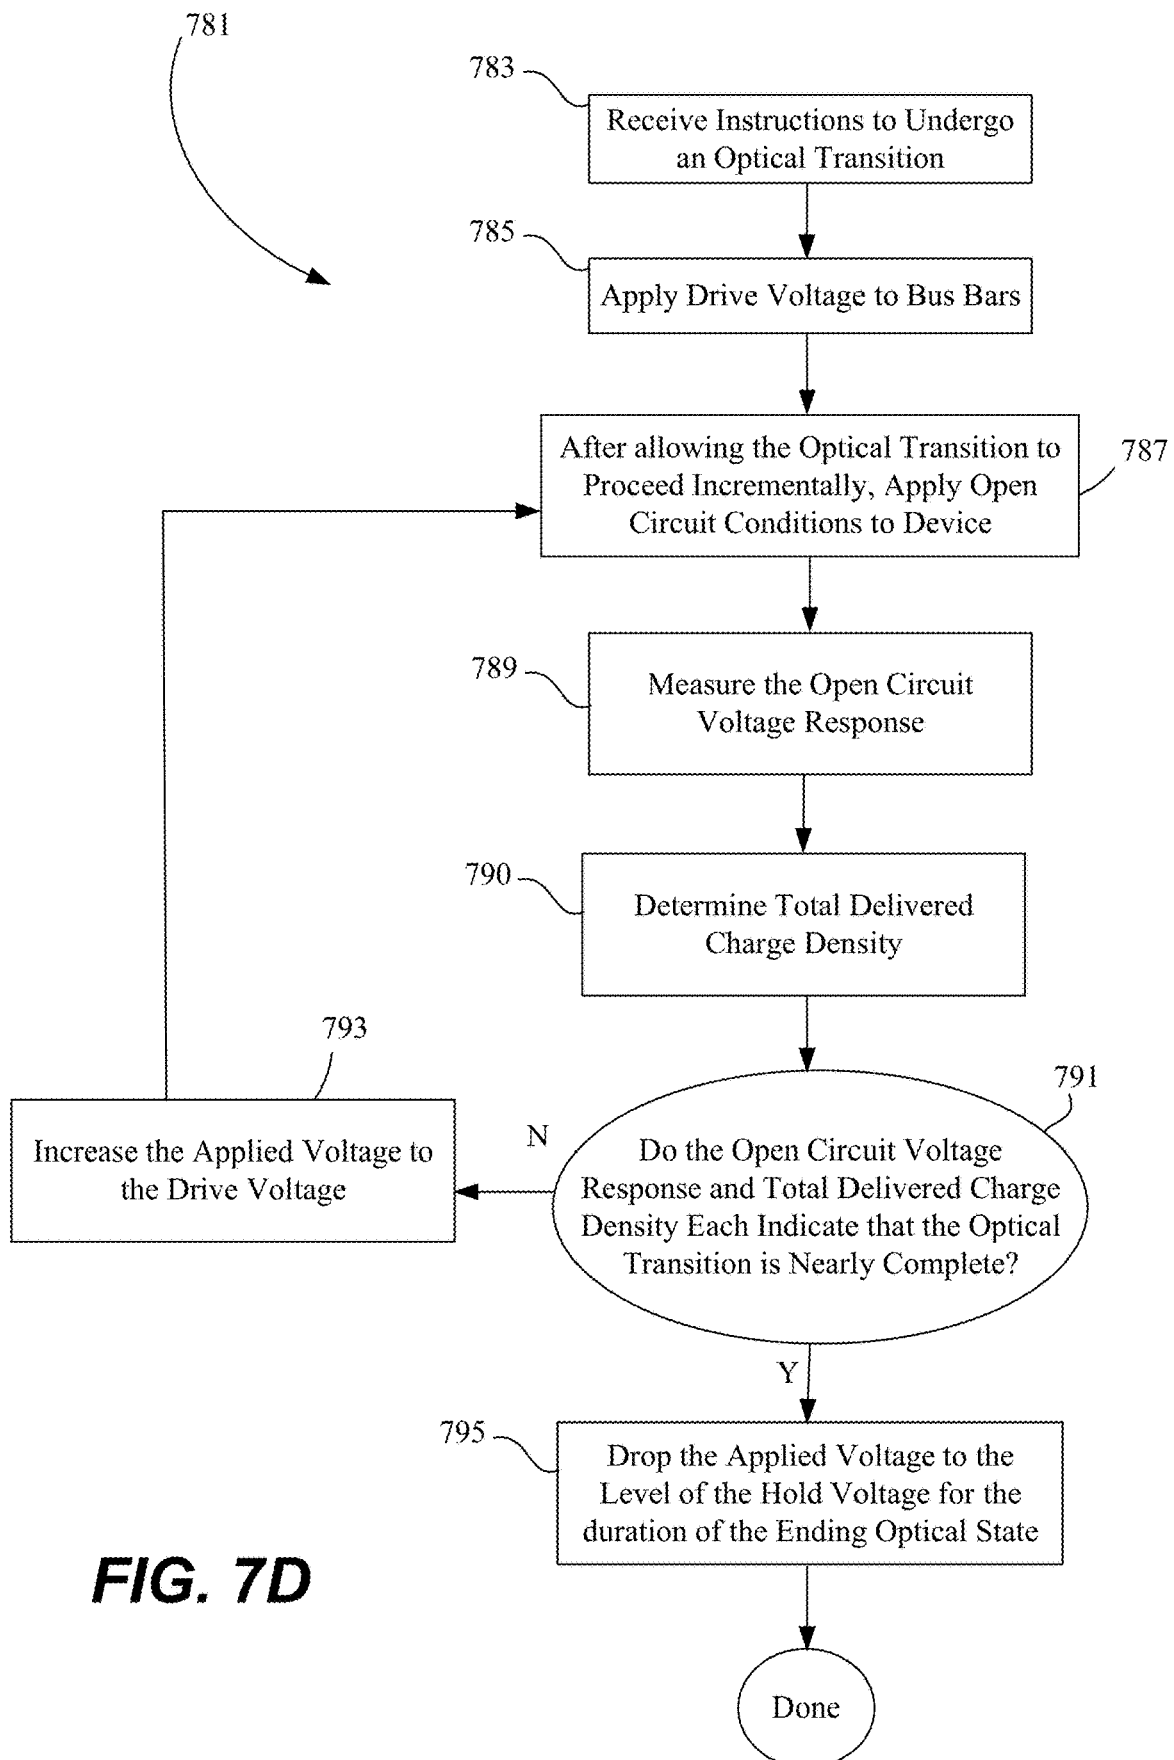 781
783
Receive Instructions to Undergo
an Optical Transition
785
Apply Drive Voltage to Bus Bars
After allowing the Optical Transition to
Proceed Incrementally, Apply Open
Circuit Conditions to Device
787
789
Measure the Open Circuit
Voltage Response
790
Determine Total Delivered
Charge Density
793
Increase the Applied Voltage to
the Drive Voltage
N
791
Do the Open Circuit Voltage
Response and Total Delivered Charge
Density Each Indicate that the Optical
Transition is Nearly Complete?
Y
795
Drop the Applied Voltage to the
Level of the Hold Voltage for the
duration of the Ending Optical State
FIG. 7D
Done